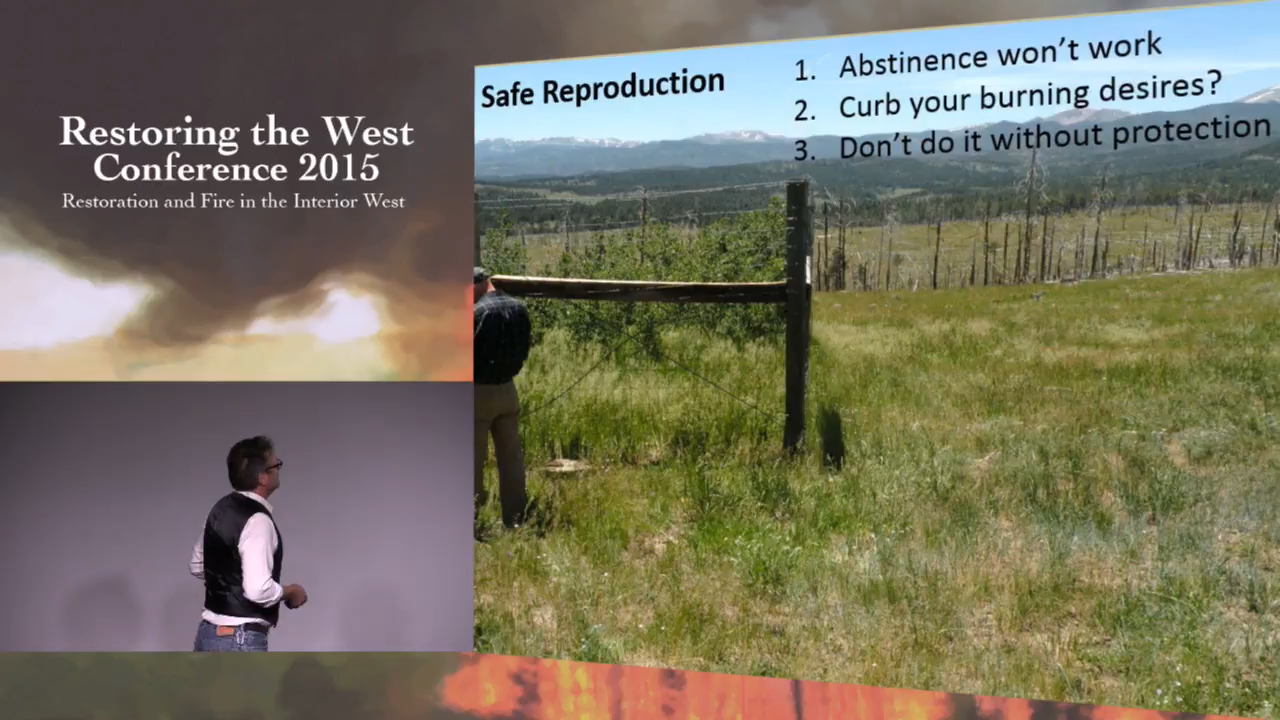 Restoring the West
Conference 2015
Restoration and Fire in the Interior West
Safe Reproduction
1. Abstinence won't work
2. Curb your burning desires?
3. Don't do it without protection